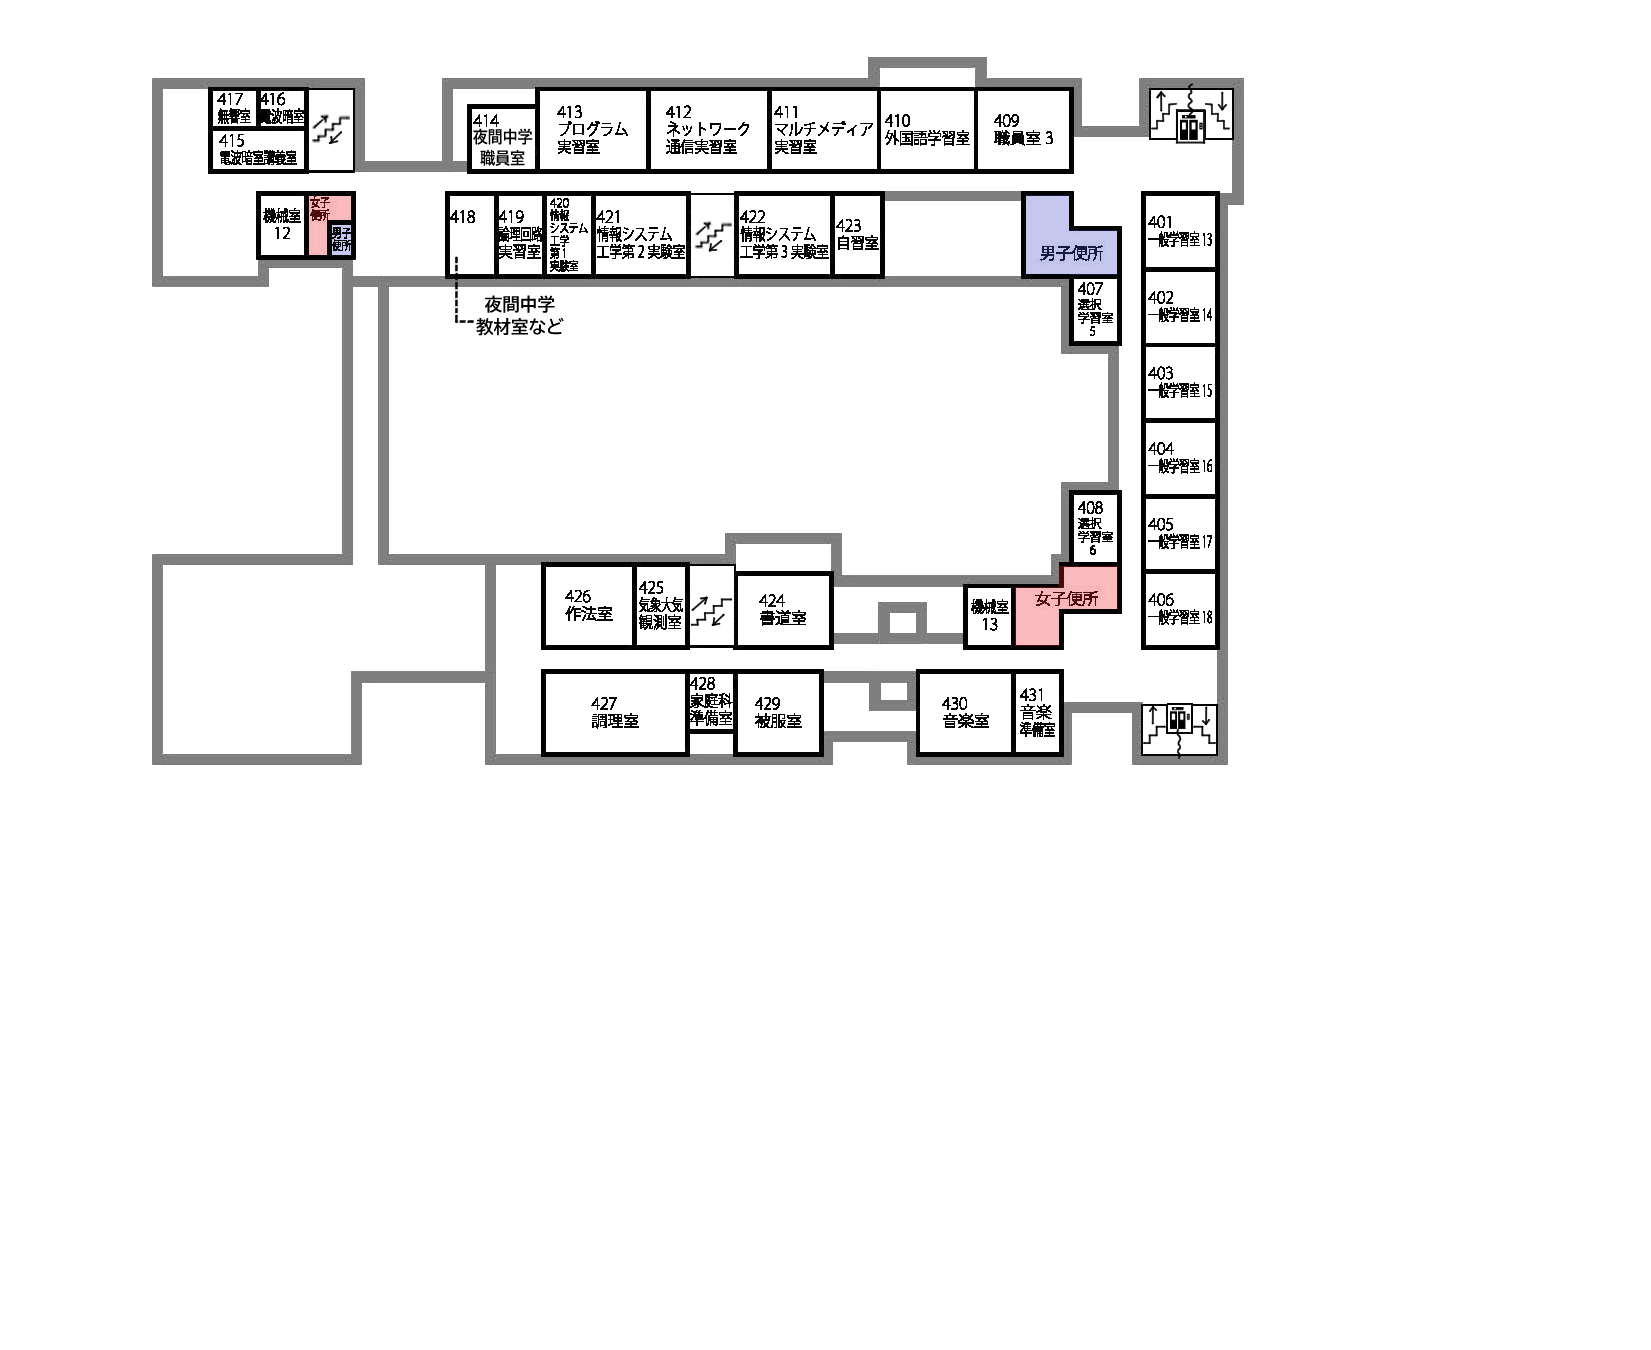 417
無響室
416
電波暗室
415
電波暗室講義室
414
夜間中学
職員室
413
プログラム
実習室
412
ネットワーク
通信実習室
411
マルチメディア
実習室
410
外国語学習室
409
職員室 3
機械室
12
女子
便所
男子
便所
418
419
論理回路
実習室
420
情報
システム
工学
第 1
実験室
421
情報システム
工学第 2 実験室
422
情報システム
工学第 3 実験室
423
自習室
男子便所
夜間中学
教材室など
401
一般学習室 13
402
一般学習室 14
403
一般学習室 15
404
一般学習室 16
405
一般学習室 17
406
一般学習室 18
407
選択
学習室
5
408
選択
学習室
6
女子便所
機械室
13
426
作法室
425
気象大気
観測室
424
書道室
427
調理室
428
家庭科
準備室
429
被服室
430
音楽室
431
音楽
準備室